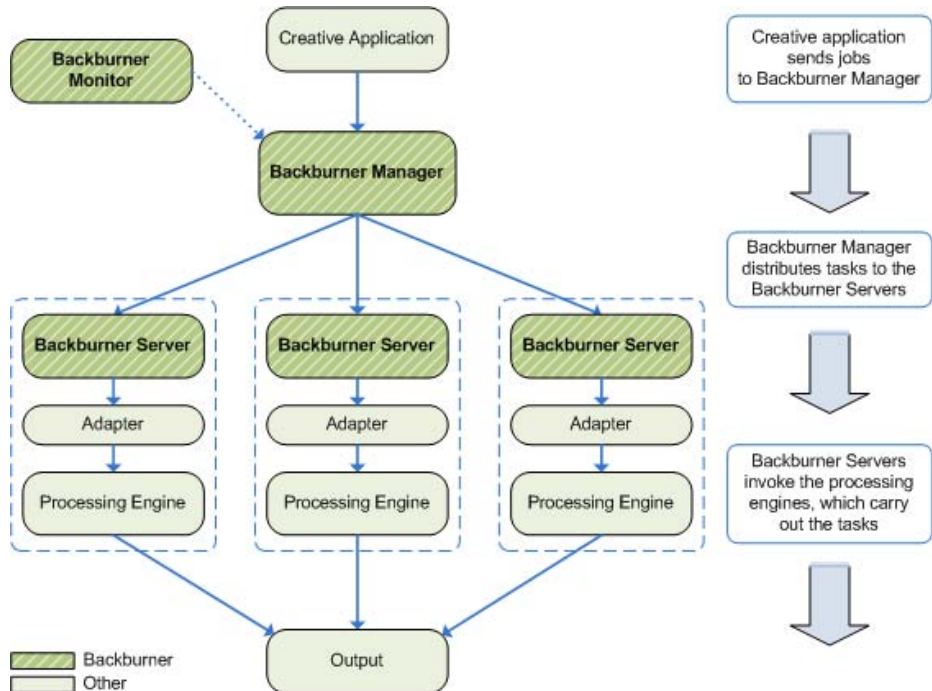 Creative Application
Backburner
Monitor
Backburner Manager
Backburner Server
Backburner Server
Backburner Server
Adapter
Adapter
Adapter
Processing Engine
Processing Engine
Processing Engine
Output
Backburner
Other
Creative application
sends jobs
to Backburner Manager
Backburner Manager
distributes tasks to the
Backburner Servers
Backburner Servers
invoke the processing
engines, which carry
out the tasks